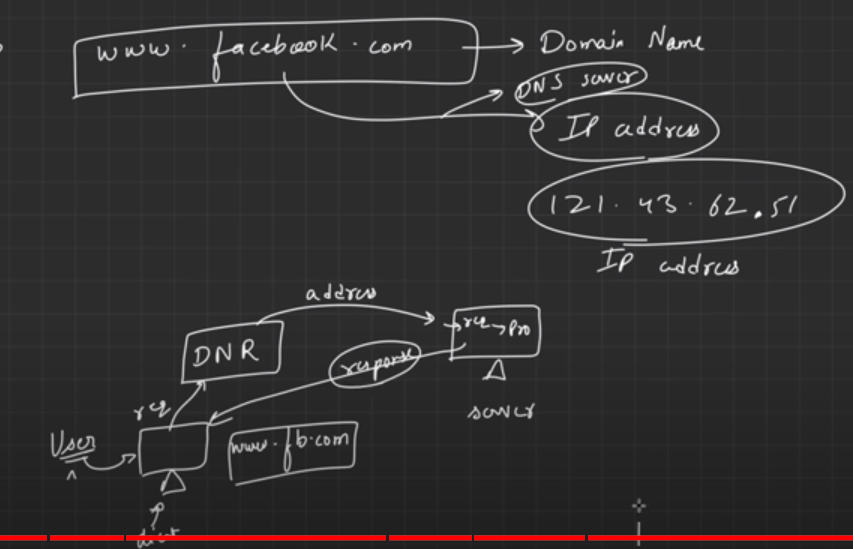 www. facebook.com → Domain Name
DNS server
IP address
121.43.62.51
IP address
address
DNR
req → Pro
response
server
req
User
www.fb.com